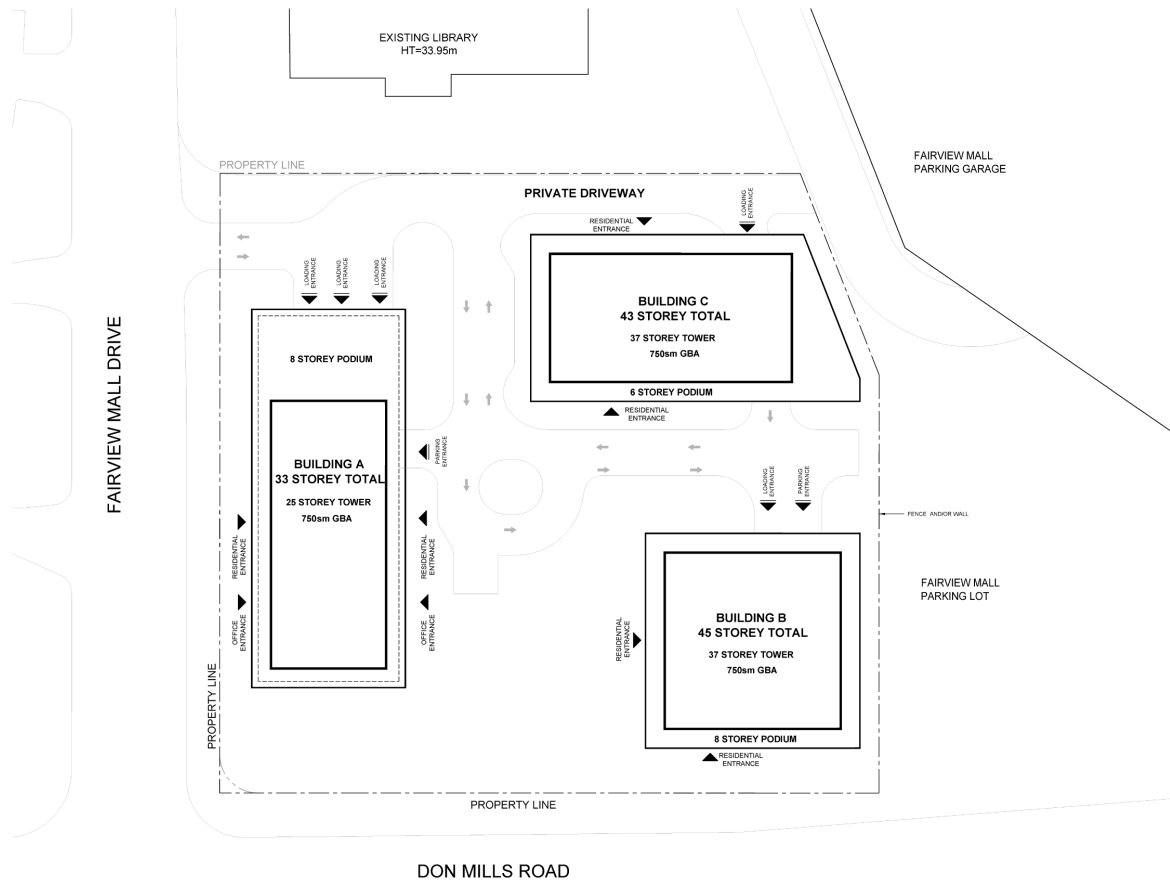 EXISTING LIBRARY
HT=33.95m
PROPERTY LINE
FAIRVIEW MALL
PARKING GARAGE
PRIVATE DRIVEWAY
RESIDENTIAL
ENTRANCE
LOADING
ENTRANCE
LOADING
ENTRANCE
LOADING
ENTRANCE
LOADING
ENTRANCE
BUILDING C
43 STOREY TOTAL
37 STOREY TOWER
750sm GBA
6 STOREY PODIUM
RESIDENTIAL
ENTRANCE
FAIRVIEW MALL DRIVE
8 STOREY PODIUM
BUILDING A
33 STOREY TOTAL
25 STOREY TOWER
750sm GBA
PARKING
ENTRANCE
RESIDENTIAL
ENTRANCE
RESIDENTIAL
ENTRANCE
OFFICE
ENTRANCE
OFFICE
ENTRANCE
LOADING
ENTRANCE
PARKING
ENTRANCE
FENCE AND/OR WALL
FAIRVIEW MALL
PARKING LOT
RESIDENTIAL
ENTRANCE
BUILDING B
45 STOREY TOTAL
37 STOREY TOWER
750sm GBA
8 STOREY PODIUM
RESIDENTIAL
ENTRANCE
PROPERTY LINE
PROPERTY LINE
DON MILLS ROAD